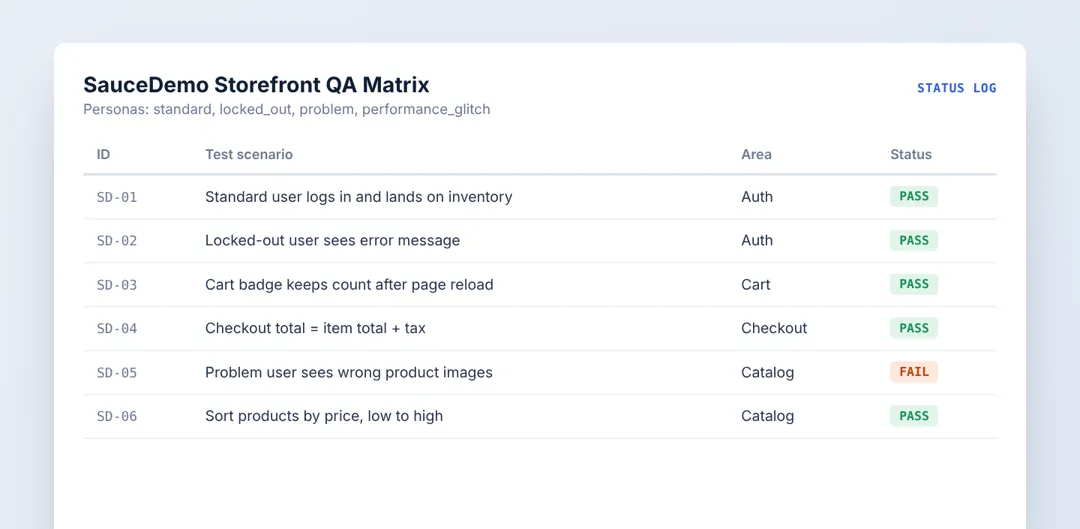 SauceDemo Storefront QA Matrix
STATUS LOG
Personas: standard, locked_out, problem, performance_glitch
ID Test scenario Area Status
SD-01 Standard user logs in and lands on inventory Auth PASS
SD-02 Locked-out user sees error message Auth PASS
SD-03 Cart badge keeps count after page reload Cart PASS
SD-04 Checkout total = item total + tax Checkout PASS
SD-05 Problem user sees wrong product images Catalog FAIL
SD-06 Sort products by price, low to high Catalog PASS